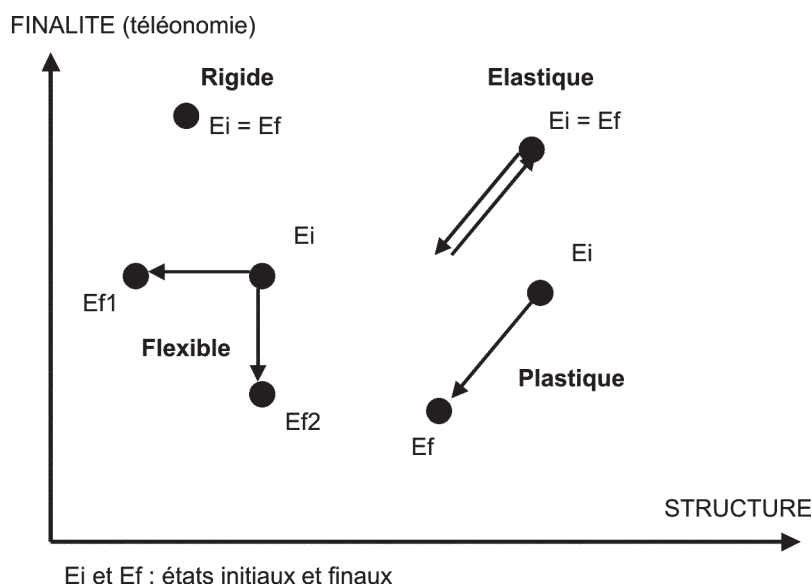 FINALITE (téléonomie)
Rigide
Elastique
Ei = Ef
Ei = Ef
Ei
Ei
Ef1
Flexible
Plastique
Ef2
Ef
STRUCTURE
Ei et Ef : états initiaux et finaux